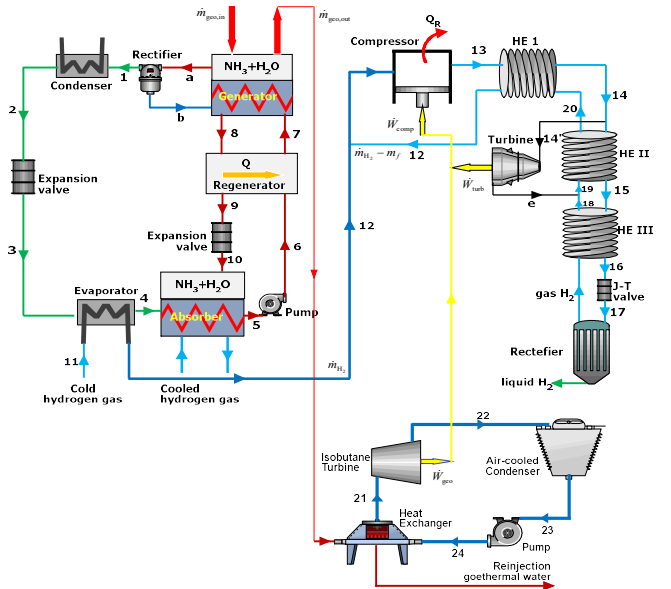 ṁgeo,in
ṁgeo,out
QR
Compressor
13
HE 1
Rectifier
1
a
NH3+H2O
Condenser
Generator
b
2
8
7
Ẇcomp
12
ṁH2 − mf
Turbine
14'
20
14
HE II
Q
Regenerator
Expansion
valve
Ẇturb
19
15
e
18
9
12
HE III
Expansion
valve
3
10
6
16
Evaporator
NH3+H2O
4
gas H2
J-T
valve
Absorber
5
Pump
17
11
Rectefier
Cold
hydrogen gas
Cooled
hydrogen gas
ṁH2
liquid H2
22
Isobutane
Turbine
Air-cooled
Condenser
Ẇgeo
21
Heat
Exchanger
23
24
Pump
Reinjection
goethermal water